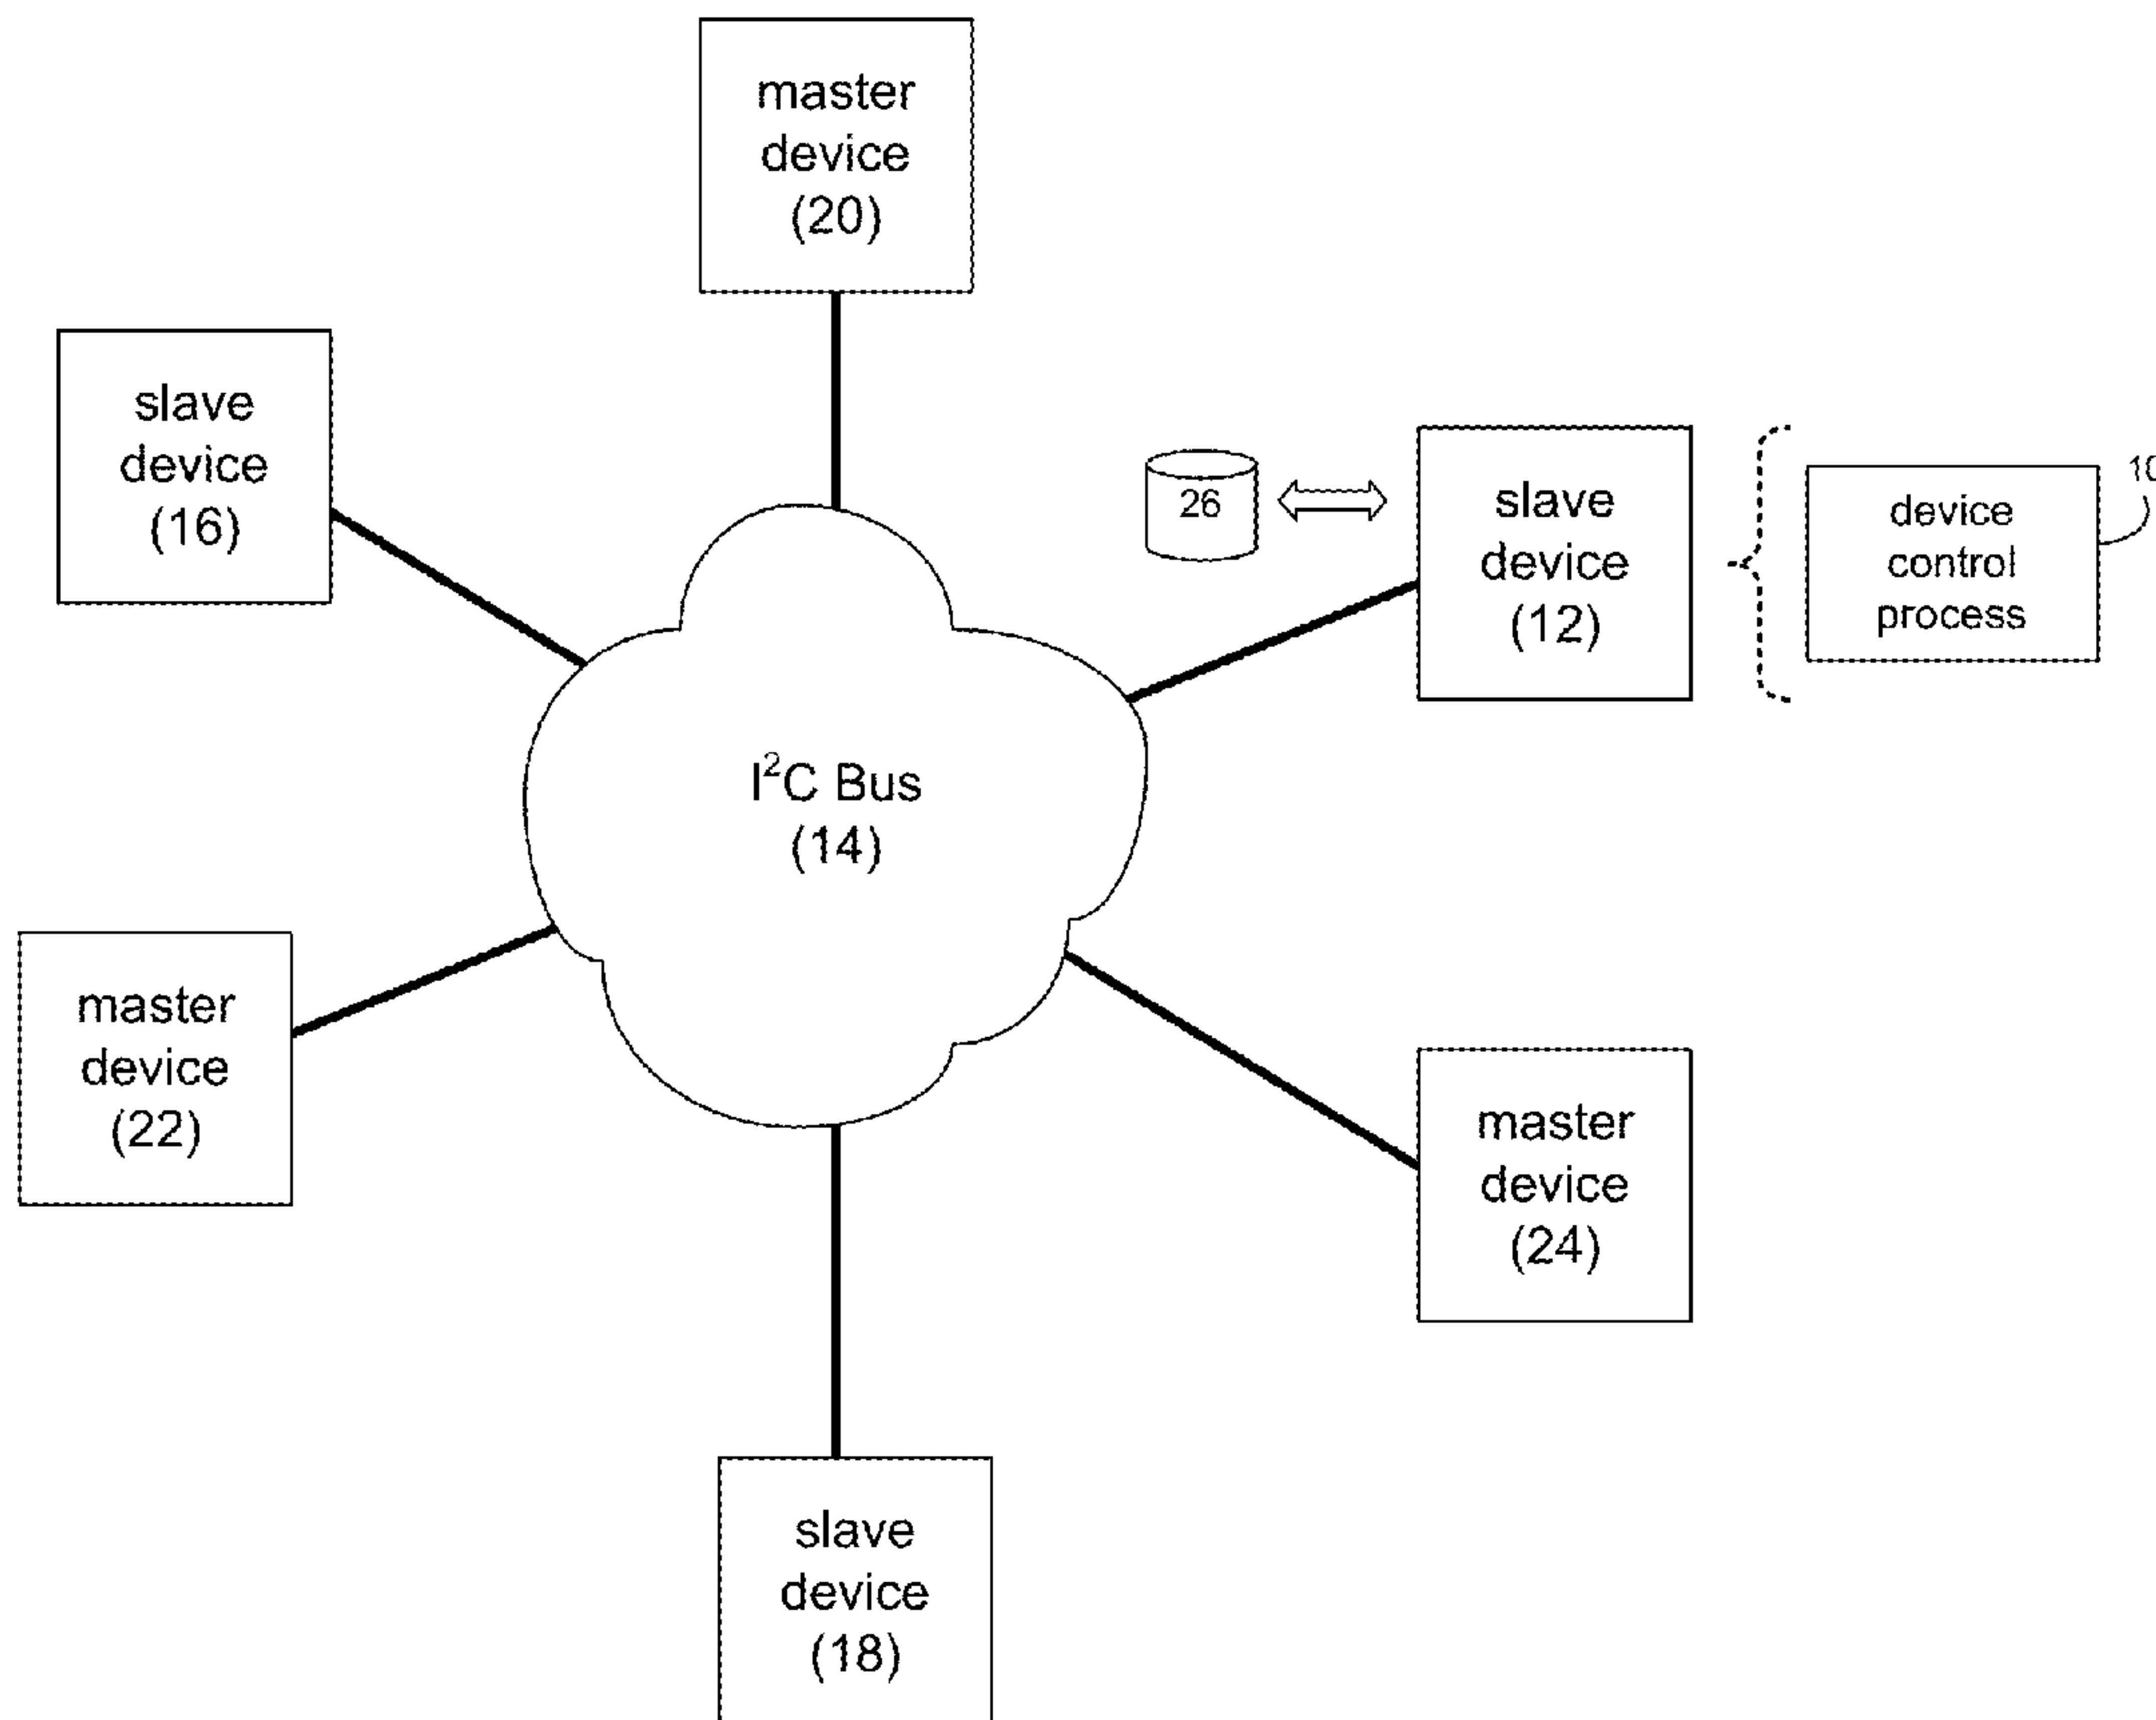 master
device
(20)
slave
device
(16)
26
slave
device
(12)
device
control
process
10
I²C Bus
(14)
master
device
(22)
master
device
(24)
slave
device
(18)